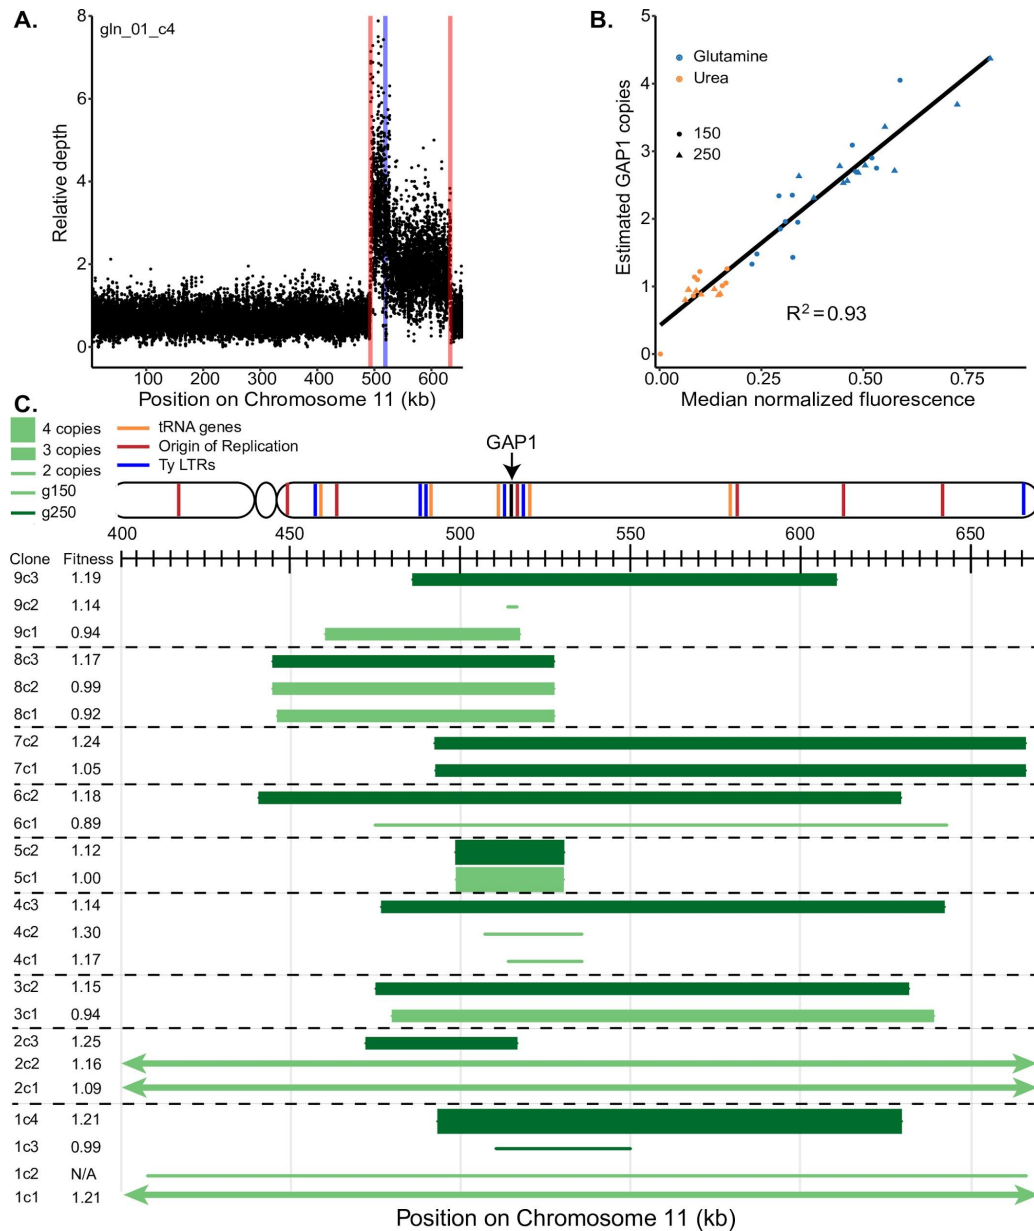 A.
gln_01_c4
8
6
4
2
0
Relative depth
100 200 300 400 500 600
Position on Chromosome 11 (kb)
B.
5
4
3
2
1
0
Estimated GAP1 copies
Glutamine
Urea
150
250
R² = 0.93
0.00 0.25 0.50 0.75
Median normalized fluorescence
C.
4 copies
3 copies
2 copies
g150
g250
tRNA genes
Origin of Replication
Ty LTRs
GAP1
400 450 500 550 600 650
Clone Fitness
9c3 1.19
9c2 1.14
9c1 0.94
8c3 1.17
8c2 0.99
8c1 0.92
7c2 1.24
7c1 1.05
6c2 1.18
6c1 0.89
5c2 1.12
5c1 1.00
4c3 1.14
4c2 1.30
4c1 1.17
3c2 1.15
3c1 0.94
2c3 1.25
2c2 1.16
2c1 1.09
1c4 1.21
1c3 0.99
1c2 N/A
1c1 1.21
Position on Chromosome 11 (kb)